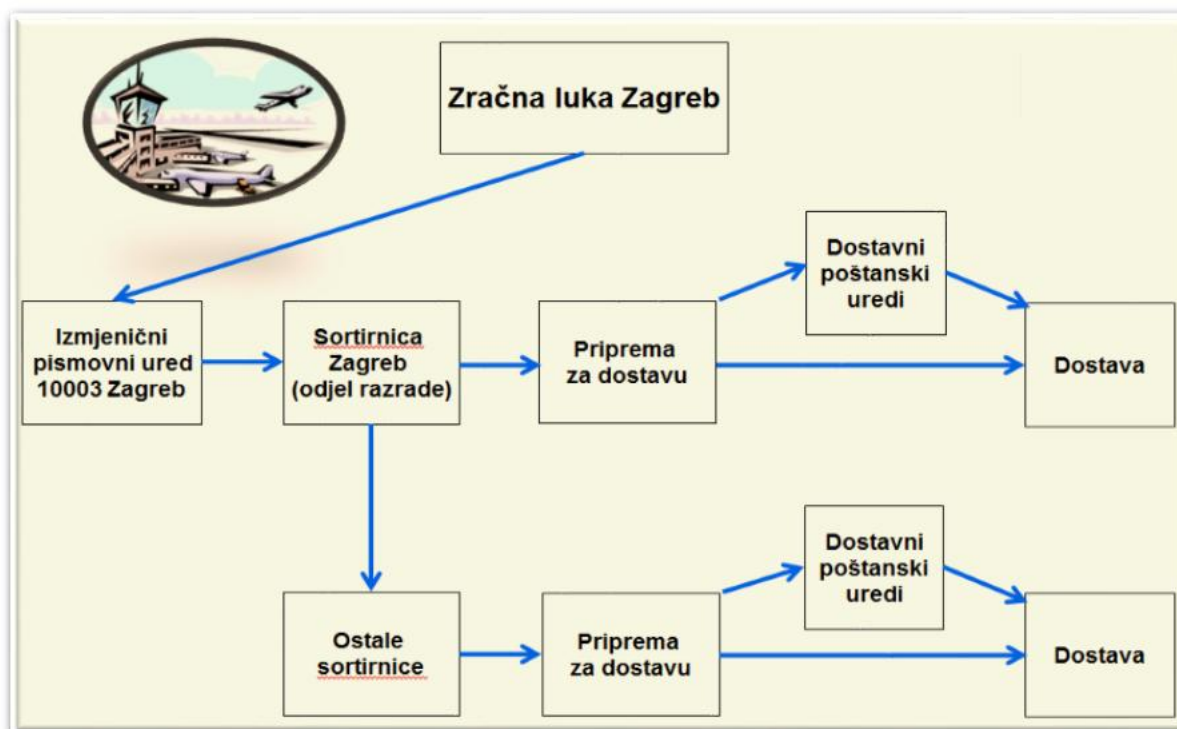 Zračna luka Zagreb
Dostavni
poštanski
uredi
Izmjenični
pismovni ured
10003 Zagreb
Sortirnica
Zagreb
(odjel razrade)
Priprema
za dostavu
Dostava
Dostavni
poštanski
uredi
Ostale
sortirnice
Priprema
za dostavu
Dostava